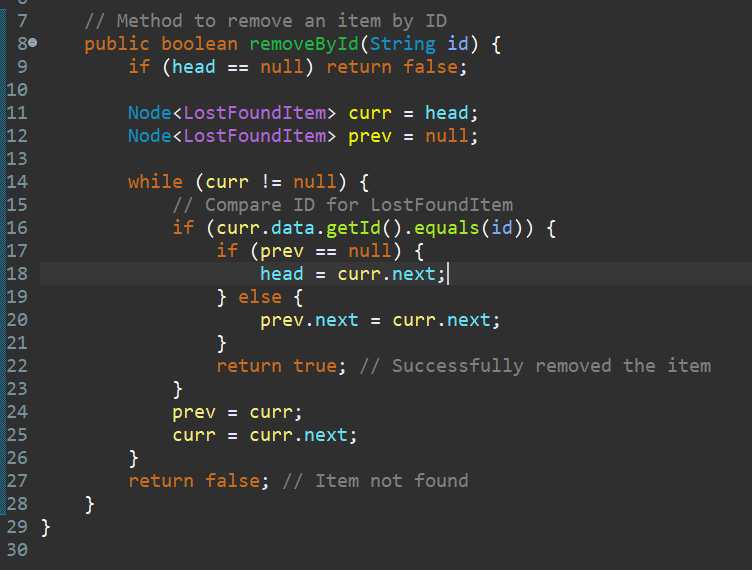 7     // Method to remove an item by ID
8     public boolean removeById(String id) {
9         if (head == null) return false;
10
11         Node<LostFoundItem> curr = head;
12         Node<LostFoundItem> prev = null;
13
14         while (curr != null) {
15             // Compare ID for LostFoundItem
16             if (curr.data.getId().equals(id)) {
17                 if (prev == null) {
18                     head = curr.next;
19                 } else {
20                     prev.next = curr.next;
21                 }
22                 return true; // Successfully removed the item
23             }
24             prev = curr;
25             curr = curr.next;
26         }
27         return false; // Item not found
28     }
29 }
30